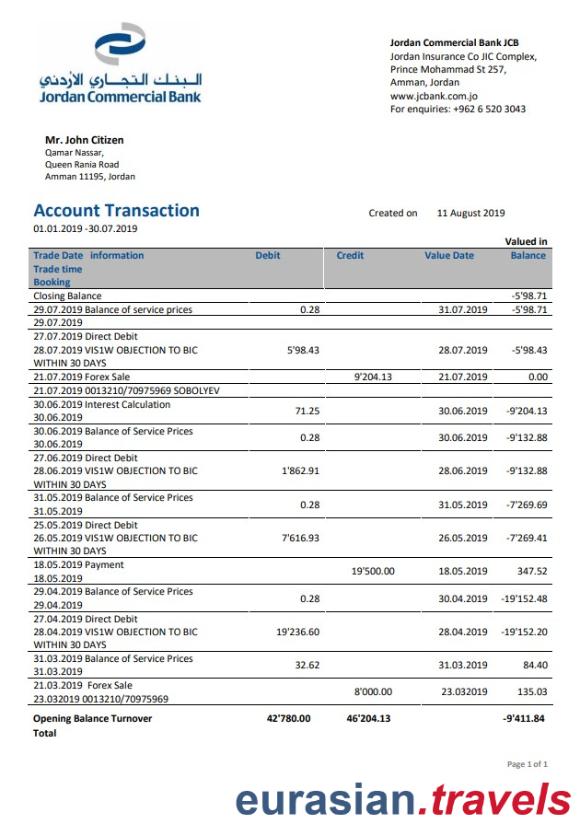 البنك التجاري الأردني
Jordan Commercial Bank
Jordan Commercial Bank JCB
Jordan Insurance Co JIC Complex,
Prince Mohammad St 257,
Amman, Jordan
www.jcbank.com.jo
For enquiries: +962 6 520 3043
Mr. John Citizen
Qamar Nassar,
Queen Rania Road
Amman 11195, Jordan
Account Transaction
Created on 11 August 2019
01.01.2019 -30.07.2019
Valued in
Trade Date information Debit Credit Value Date Balance
Trade time
Booking
Closing Balance -5'98.71
29.07.2019 Balance of service prices 0.28 31.07.2019 -5'98.71
29.07.2019
27.07.2019 Direct Debit
28.07.2019 VIS1W OBJECTION TO BIC 5'98.43 28.07.2019 -5'98.43
WITHIN 30 DAYS
21.07.2019 Forex Sale 9'204.13 21.07.2019 0.00
21.07.2019 0013210/70975969 SOBOLYEV
30.06.2019 Interest Calculation 71.25 30.06.2019 -9'204.13
30.06.2019
30.06.2019 Balance of Service Prices 0.28 30.06.2019 -9'132.88
30.06.2019
27.06.2019 Direct Debit
28.06.2019 VIS1W OBJECTION TO BIC 1'862.91 28.06.2019 -9'132.88
WITHIN 30 DAYS
31.05.2019 Balance of Service Prices 0.28 31.05.2019 -7'269.69
31.05.2019
25.05.2019 Direct Debit
26.05.2019 VIS1W OBJECTION TO BIC 7'616.93 26.05.2019 -7'269.41
WITHIN 30 DAYS
18.05.2019 Payment 19'500.00 18.05.2019 347.52
18.05.2019
29.04.2019 Balance of Service Prices 0.28 30.04.2019 -19'152.48
29.04.2019
27.04.2019 Direct Debit
28.04.2019 VIS1W OBJECTION TO BIC 19'236.60 28.04.2019 -19'152.20
WITHIN 30 DAYS
31.03.2019 Balance of Service Prices 32.62 31.03.2019 84.40
31.03.2019
21.03.2019 Forex Sale 8'000.00 23.032019 135.03
23.032019 0013210/70975969
Opening Balance Turnover 42'780.00 46'204.13 -9'411.84
Total
Page 1 of 1
eurasian.travels